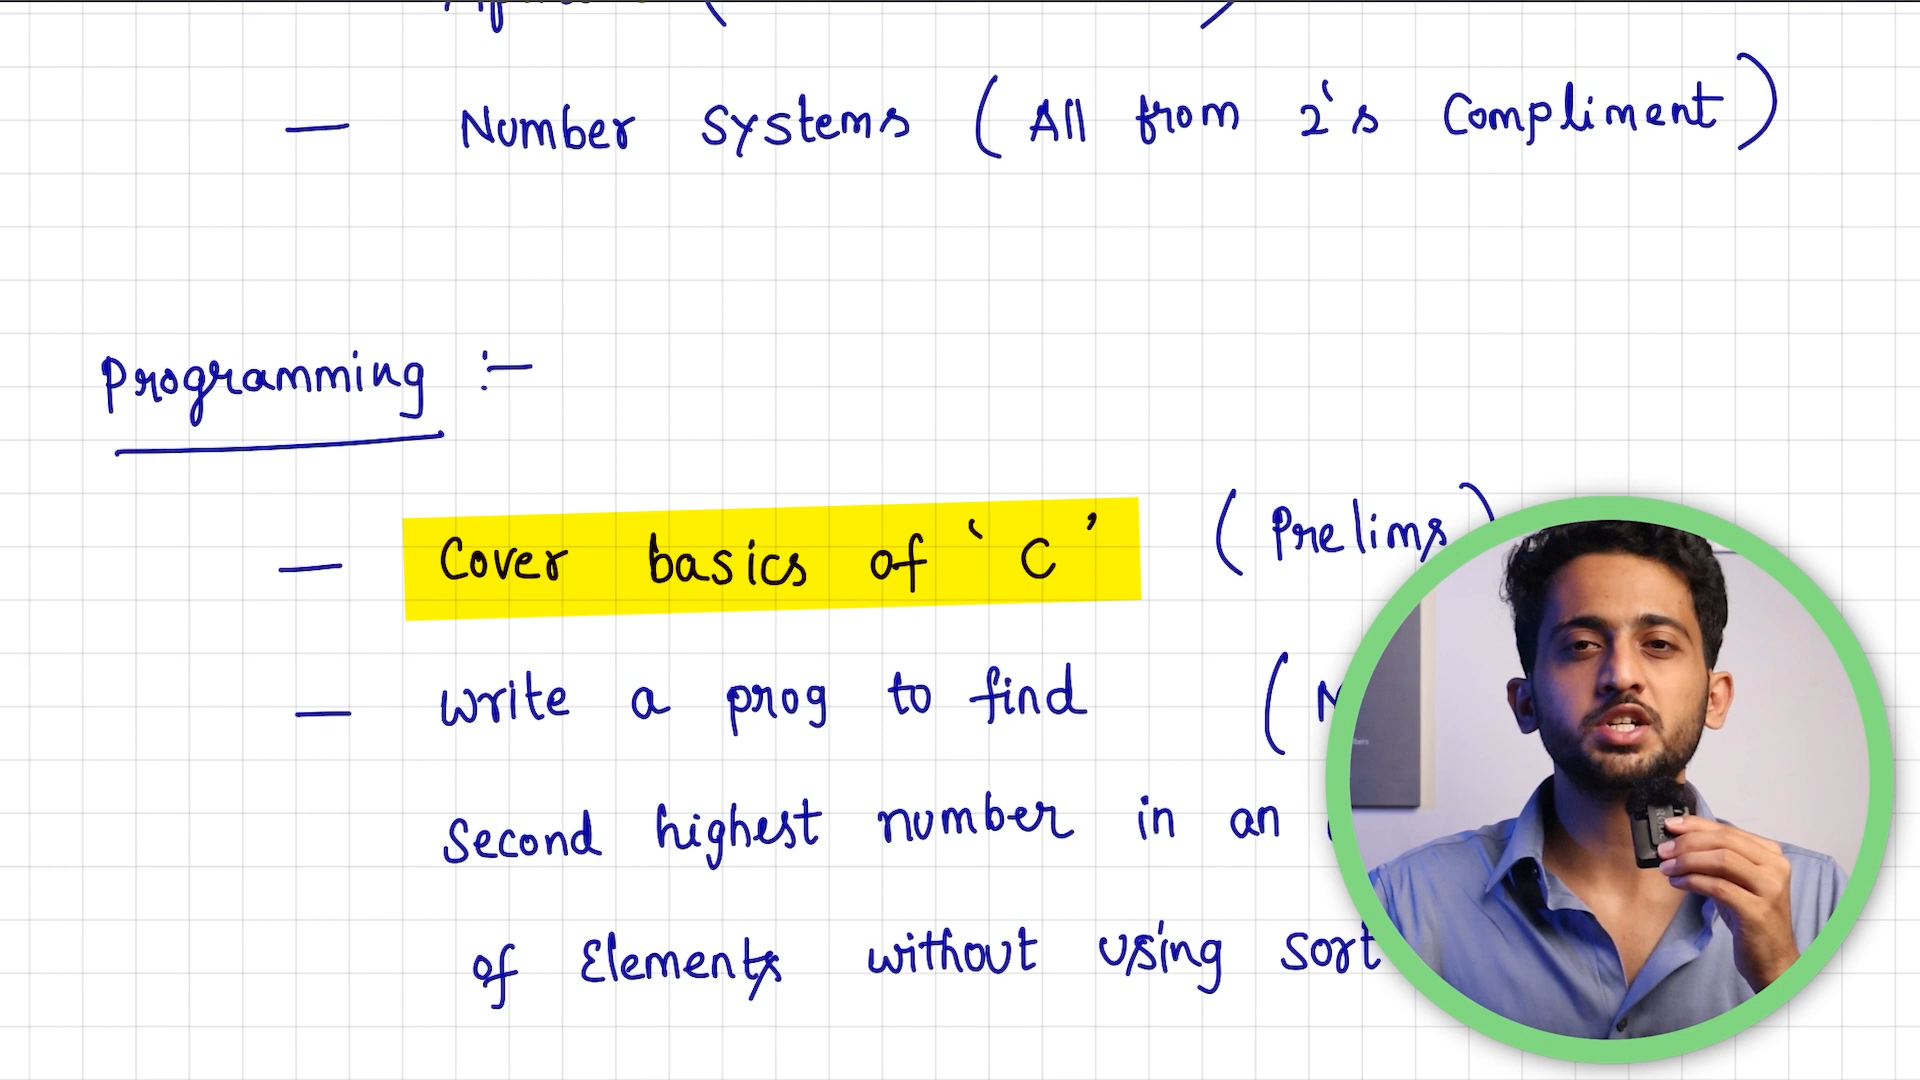 — Number Systems ( All from 2's Compliment )
Programming :-
— Cover basics of ‘ C ’ ( Prelims )
— Write a prog to find (
Second highest number in an
of Elements without using sort